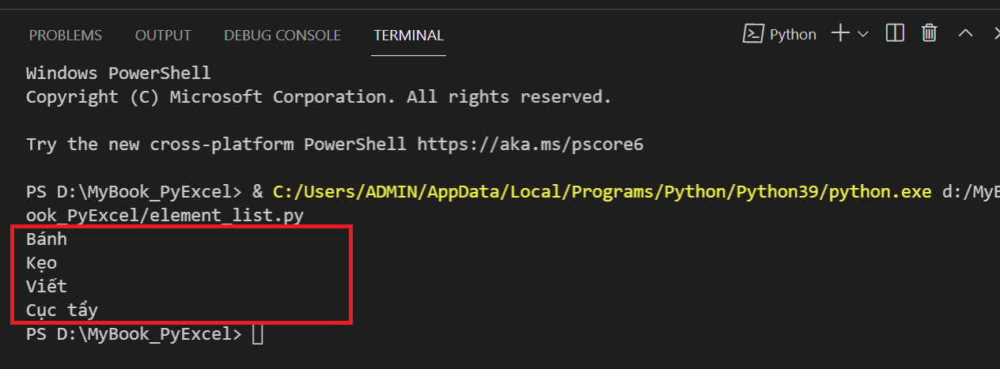 PROBLEMS OUTPUT DEBUG CONSOLE TERMINAL Python
Windows PowerShell
Copyright (C) Microsoft Corporation. All rights reserved.
Try the new cross-platform PowerShell https://aka.ms/pscore6
PS D:\MyBook_PyExcel> & C:/Users/ADMIN/AppData/Local/Programs/Python/Python39/python.exe d:/MyB
ook_PyExcel/element_list.py
Bánh
Kẹo
Viết
Cục tẩy
PS D:\MyBook_PyExcel>